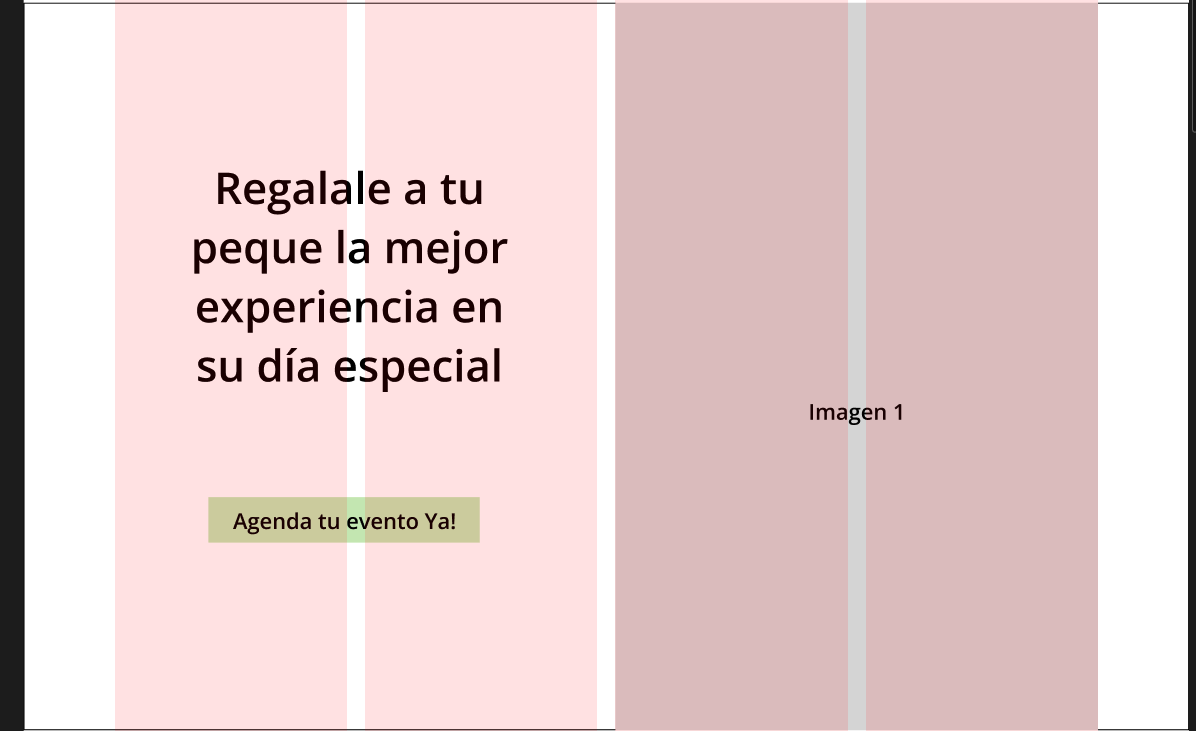 Regalale a tu
peque la mejor
experiencia en
su día especial
Agenda tu evento Ya!
Imagen 1